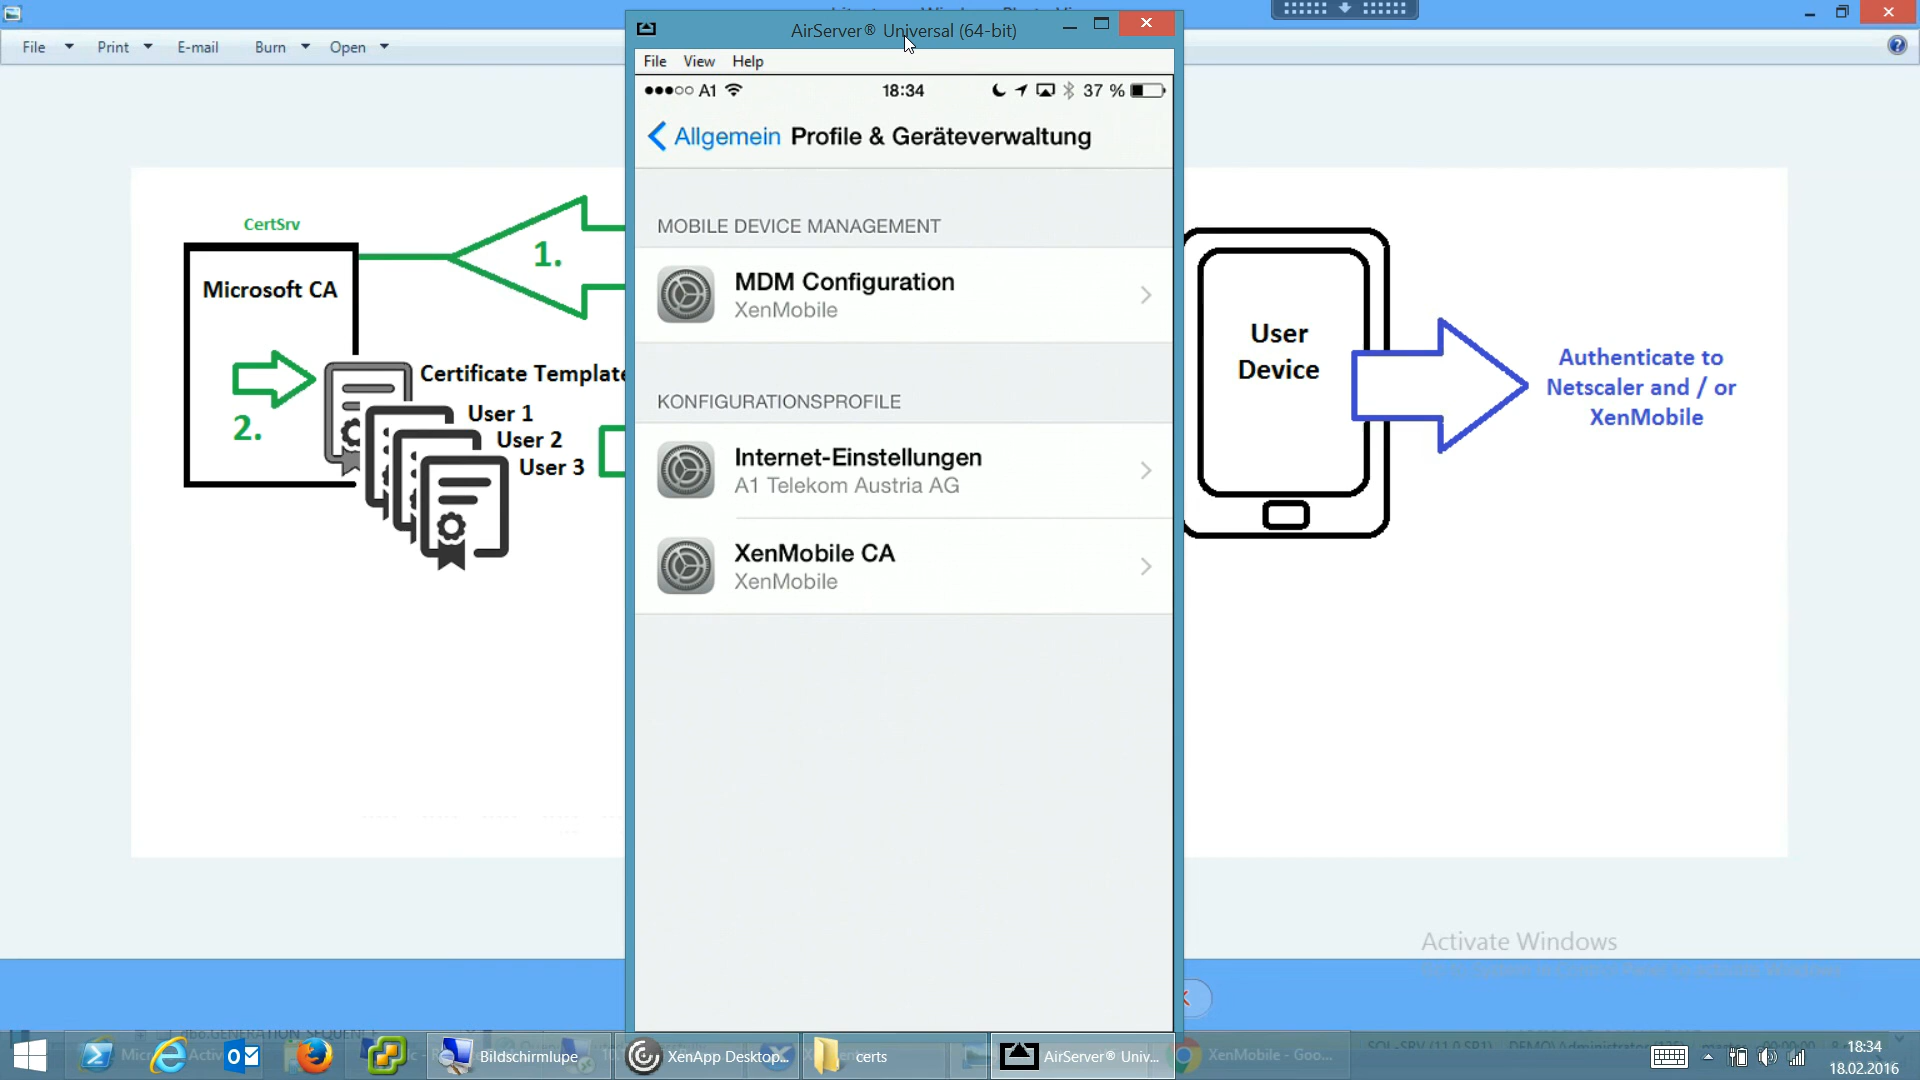 File Print E-mail Burn Open
AirServer® Universal (64-bit)
File View Help
A1 18:34 37 %
Allgemein Profile & Geräteverwaltung
MOBILE DEVICE MANAGEMENT
MDM Configuration
XenMobile
KONFIGURATIONSPROFILE
Internet-Einstellungen
A1 Telekom Austria AG
XenMobile CA
XenMobile
CertSrv
1.
Microsoft CA
2.
User 1
User 2
User 3
User
Device
Authenticate to
Netscaler and / or
XenMobile
Activate Windows
Bildschirmlupe
XenApp Desktop...
certs
AirServer® Univ...
XenMobile - Goo...
18:34
18.02.2016